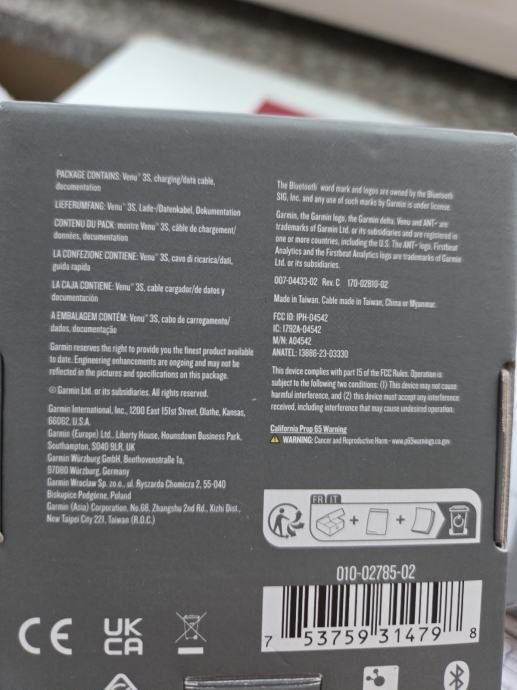 PACKAGE CONTAINS: Venu™ 3S, charging/data cable,
documentation
LIEFERUMFANG: Venu™ 3S, Lade-/Datenkabel, Dokumentation
CONTENU DU PACK: montre Venu™ 3S, câble de chargement/
données, documentation
LA CONFEZIONE CONTIENE: Venu™ 3S, cavo di ricarica/dati,
guida rapida
LA CAJA CONTIENE: Venu™ 3S, cable cargador/de datos y
documentación
A EMBALAGEM CONTÉM: Venu™ 3S, cabo de carregamento/
dados, documentação
Garmin reserves the right to provide you the finest product available
to date. Engineering enhancements are ongoing and may not be
reflected in the pictures and specifications on this package.
© Garmin Ltd. or its subsidiaries. All rights reserved.
Garmin International, Inc., 1200 East 151st Street, Olathe, Kansas,
66062, U.S.A.
Garmin (Europe) Ltd., Liberty House, Hounsdown Business Park,
Southampton, SO40 9LR, UK
Garmin Würzburg GmbH, Beethovenstraße 1a,
97080 Würzburg, Germany
Garmin Wroclaw Sp. zo.o., ul. Ryszarda Chomicza 2, 55-040
Biskupice Podgórne, Poland
Garmin (Asia) Corporation, No.68, Zhangshu 2nd Rd., Xizhi Dist.,
New Taipei City 221, Taiwan (R.O.C.)
The Bluetooth® word mark and logos are owned by the Bluetooth
SIG, Inc. and any use of such marks by Garmin is under license.
Garmin, the Garmin logo, the Garmin delta, Venu and ANT+ are
trademarks of Garmin Ltd. or its subsidiaries and are registered in
one or more countries, including the U.S. The ANT+ logo, Firstbeat
Analytics and the Firstbeat Analytics logo are trademarks of Garmin
Ltd. or its subsidiaries.
007-04433-02 Rev. C 170-02810-02
Made in Taiwan. Cable made in Taiwan, China or Myanmar.
FCC ID: IPH-04542
IC: 1792A-04542
M/N: A04542
ANATEL: 13886-23-03330
This device complies with part 15 of the FCC Rules. Operation is
subject to the following two conditions: (1) This device may not cause
harmful interference, and (2) this device must accept any interference
received, including interference that may cause undesired operation.
California Prop 65 Warning
WARNING: Cancer and Reproductive Harm - www.p65warnings.ca.gov
FR IT
+ + 
010-02785-02
7 53759 31479 8
CE UK
CA